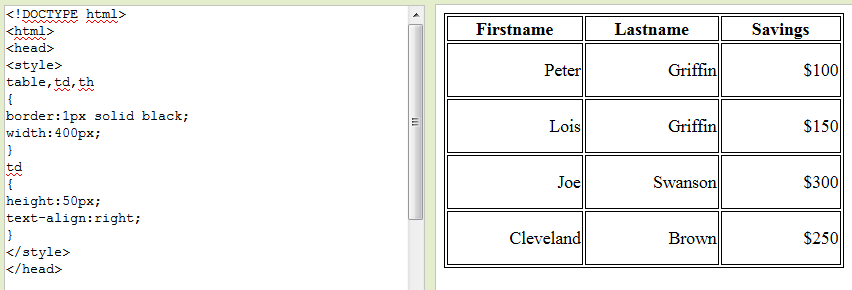 <!DOCTYPE html>
<html>
<head>
<style>
table,td,th
{
border:1px solid black;
width:400px;
}
td
{
height:50px;
text-align:right;
}
</style>
</head>
Firstname Lastname Savings
Peter Griffin $100
Lois Griffin $150
Joe Swanson $300
Cleveland Brown $250